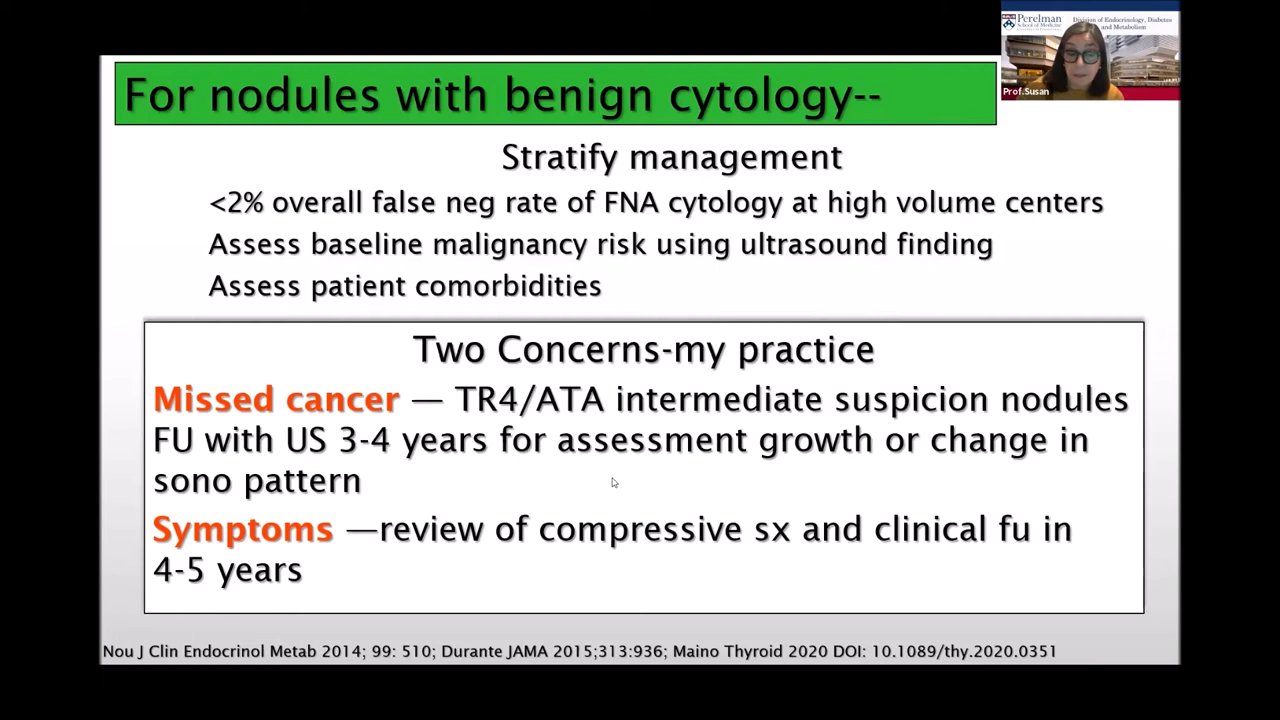 Perelman
School of Medicine
Division of Endocrinology, Diabetes
and Metabolism
Prof.Susan
For nodules with benign cytology--
Stratify management
<2% overall false neg rate of FNA cytology at high volume centers
Assess baseline malignancy risk using ultrasound finding
Assess patient comorbidities
Two Concerns-my practice
Missed cancer — TR4/ATA intermediate suspicion nodules
FU with US 3-4 years for assessment growth or change in
sono pattern
Symptoms —review of compressive sx and clinical fu in
4-5 years
Nou J Clin Endocrinol Metab 2014; 99: 510; Durante JAMA 2015;313:936; Maino Thyroid 2020 DOI: 10.1089/thy.2020.0351